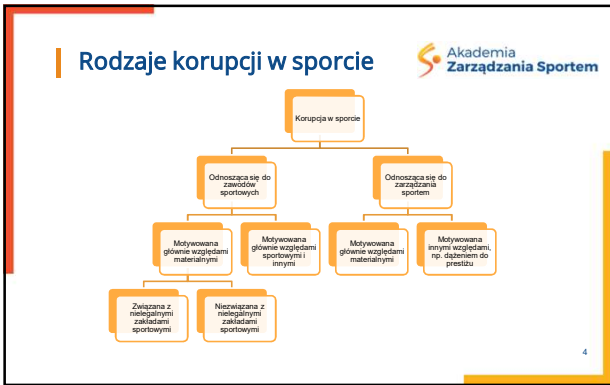 Rodzaje korupcji w sporcie
Akademia
Zarządzania Sportem
Korupcja w sporcie
Odnosząca się do
zawodów
sportowych
Odnosząca się do
zarządzania
sportem
Motywowana
głównie względami
materialnymi
Motywowana
głównie względami
sportowymi i
innymi
Motywowana
głównie względami
materialnymi
Motywowana
innymi względami,
np. dążeniem do
prestiżu
Związana z
nielegalnymi
zakładami
sportowymi
Niezwiązana z
nielegalnymi
zakładami
sportowymi
4